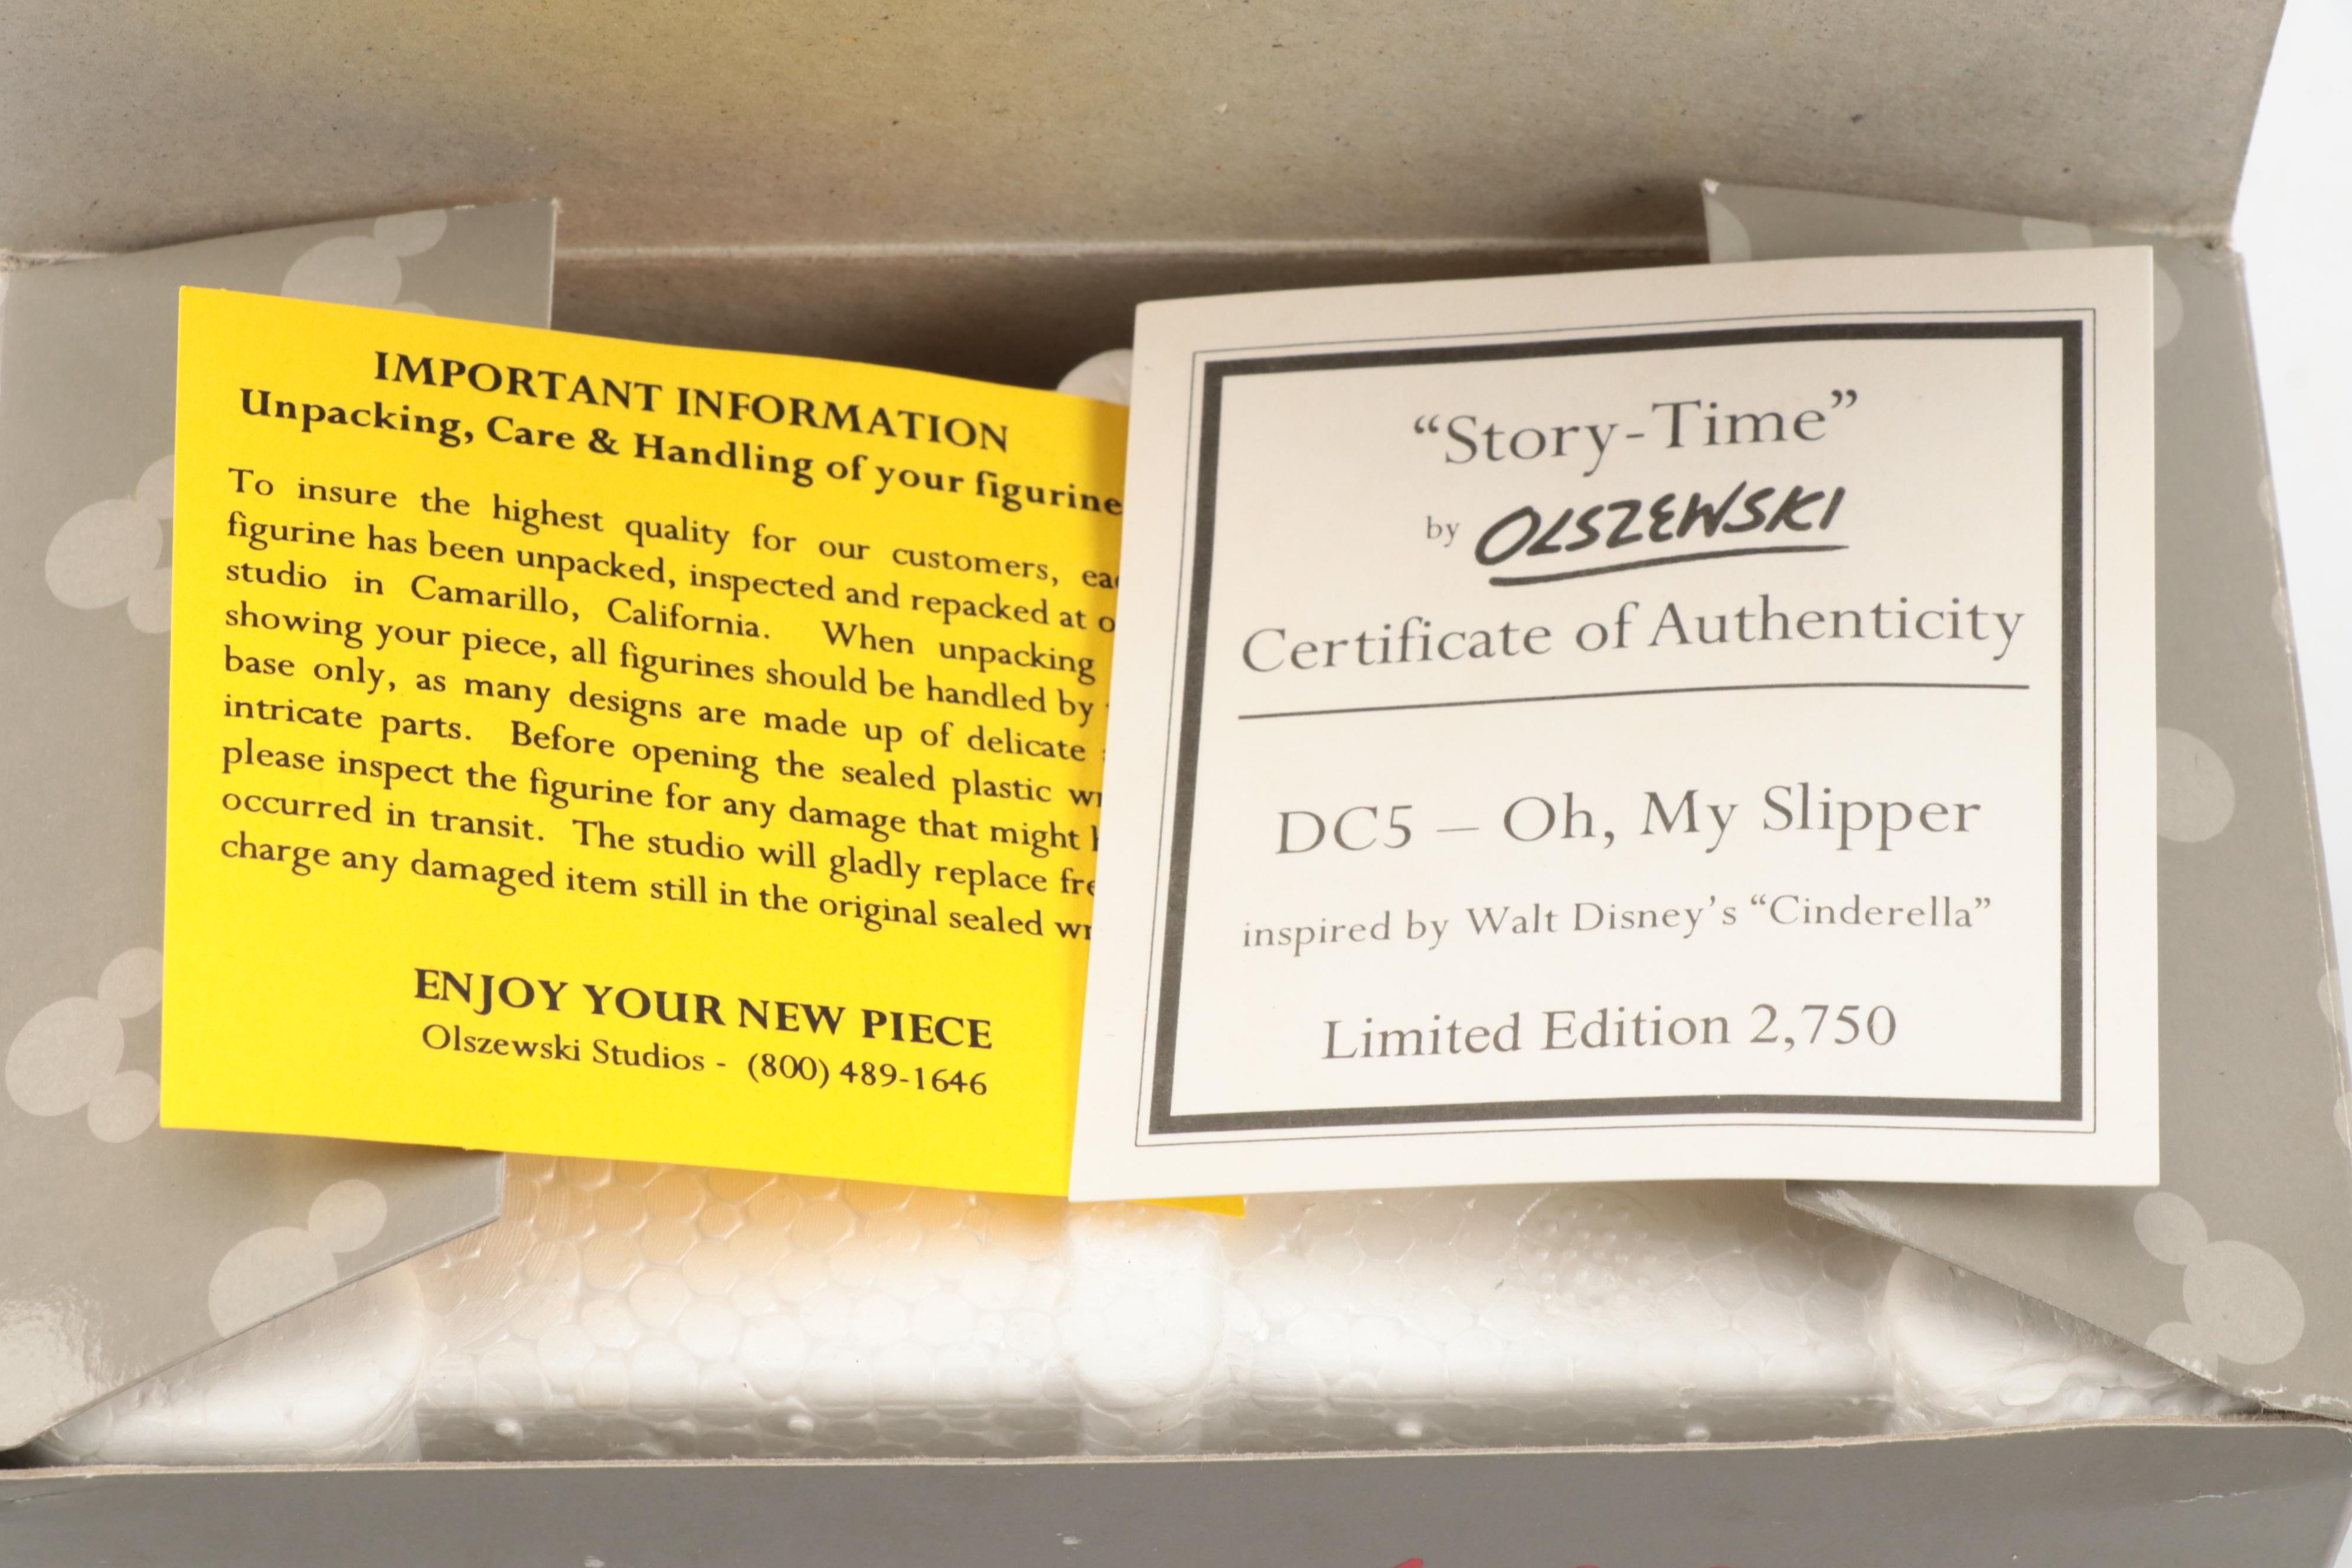 IMPORTANT INFORMATION
Unpacking, Care & Handling of your figurine
To insure the highest quality for our customers,
figurine has been unpacked, inspected and repacked at
studio in Camarillo, California. When unpacking
showing your piece, all figurines should be handled by
base only, as many designs are made up of delicate
intricate parts. Before opening the sealed plastic
please inspect the figurine for any damage that might
occurred in transit. The studio will gladly replace
charge any damaged item still in the original sealed
ENJOY YOUR NEW PIECE
Olszewski Studios - (800) 489-1646
“Story-Time”
by OLSZEWSKI
Certificate of Authenticity
DC5 – Oh, My Slipper
inspired by Walt Disney’s “Cinderella”
Limited Edition 2,750